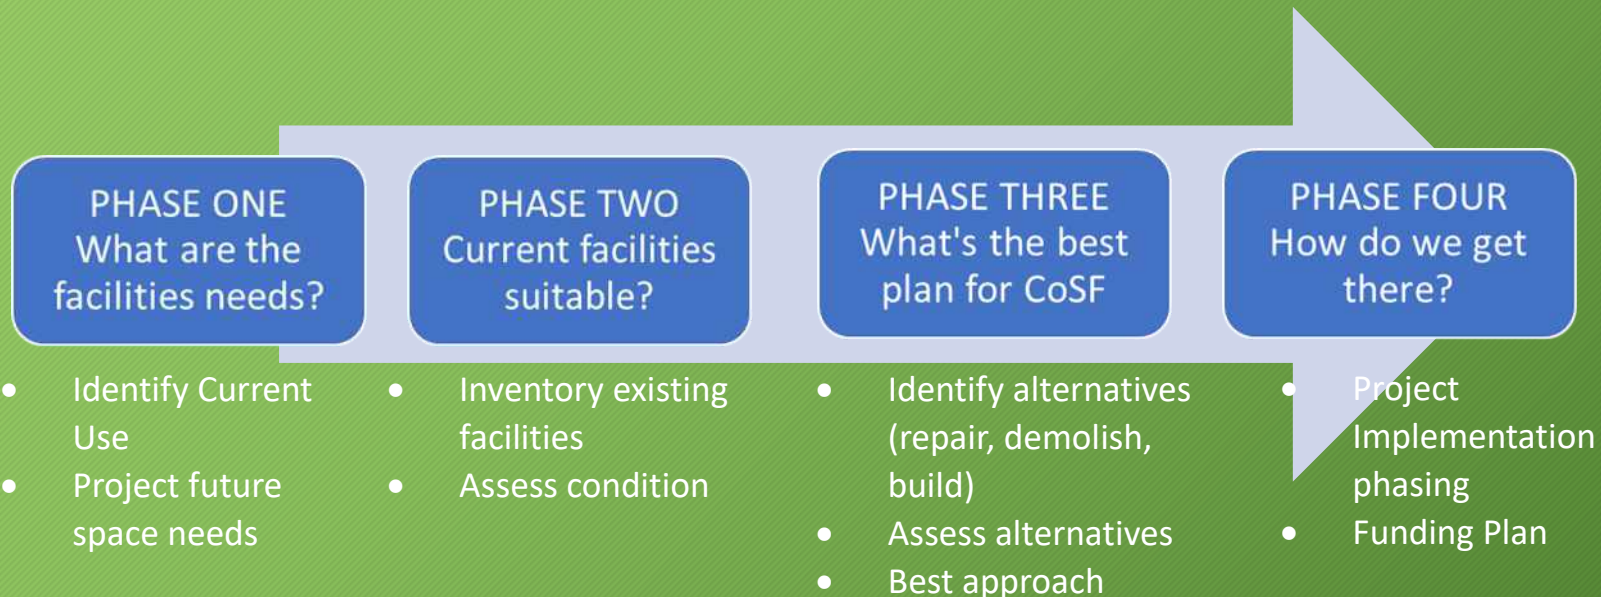 PHASE ONE
What are the
facilities needs?
• Identify Current
Use
• Project future
space needs
PHASE TWO
Current facilities
suitable?
• Inventory existing
facilities
• Assess condition
PHASE THREE
What's the best
plan for CoSF
• Identify alternatives
(repair, demolish,
build)
• Assess alternatives
• Best approach
PHASE FOUR
How do we get
there?
• Project
Implementation
phasing
• Funding Plan